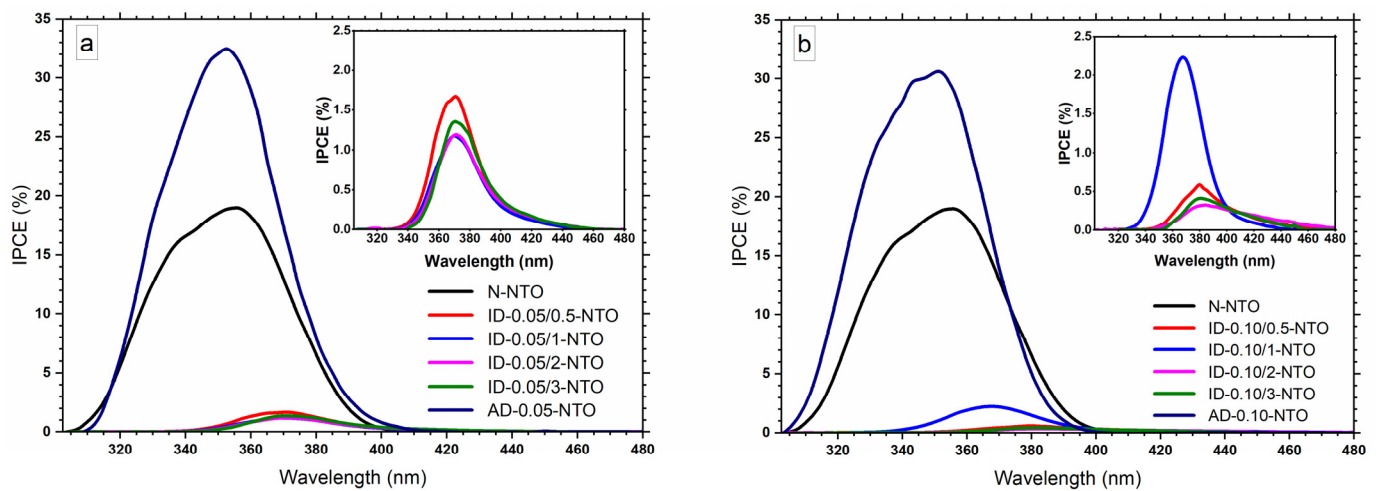 a
IPCE (%)
35
30
25
20
15
10
5
0
320 340 360 380 400 420 440 460 480
Wavelength (nm)
IPCE (%)
2.5
2.0
1.5
1.0
0.5
0.0
320 340 360 380 400 420 440 460 480
Wavelength (nm)
N-NTO
ID-0.05/0.5-NTO
ID-0.05/1-NTO
ID-0.05/2-NTO
ID-0.05/3-NTO
AD-0.05-NTO
b
IPCE (%)
35
30
25
20
15
10
5
0
320 340 360 380 400 420 440 460 480
Wavelength (nm)
IPCE (%)
2.5
2.0
1.5
1.0
0.5
0.0
320 340 360 380 400 420 440 460 480
Wavelength (nm)
N-NTO
ID-0.10/0.5-NTO
ID-0.10/1-NTO
ID-0.10/2-NTO
ID-0.10/3-NTO
AD-0.10-NTO